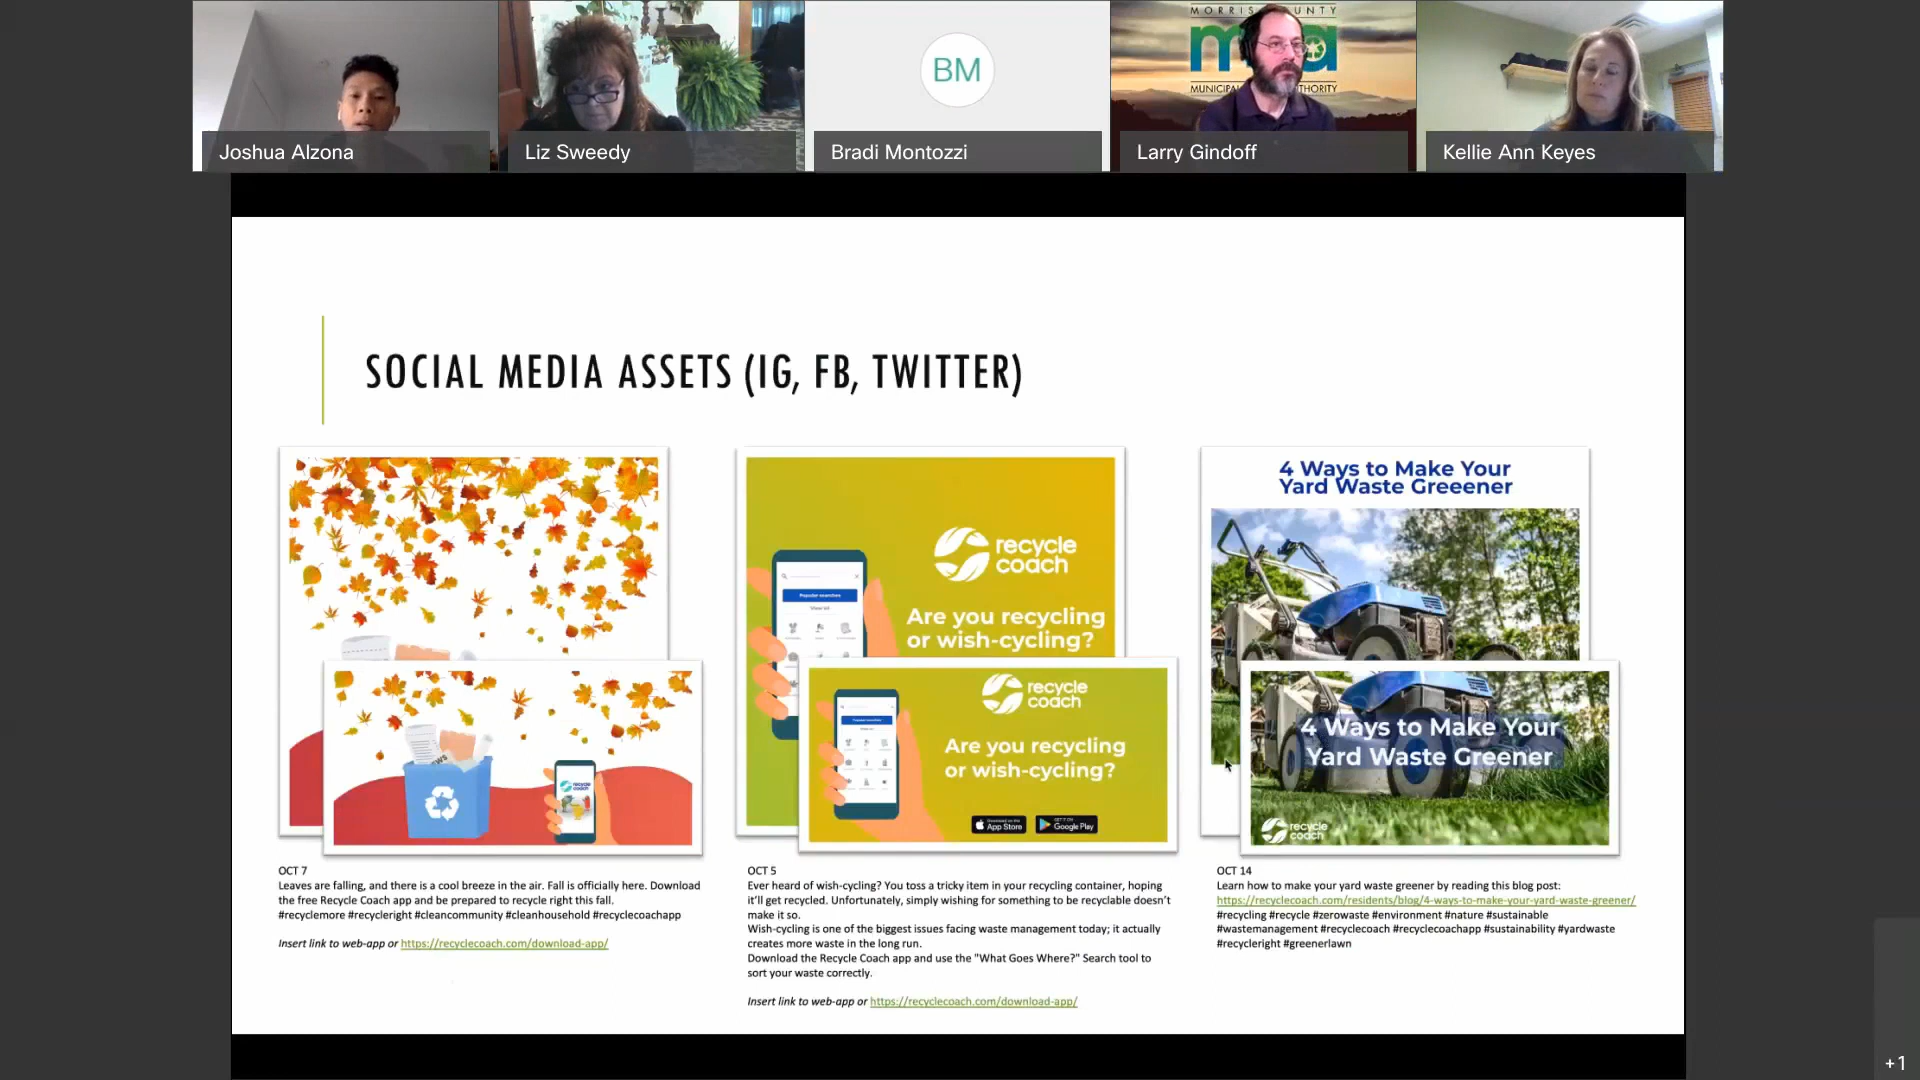 MORRIS COUNTY
BM
MUNICIPAL
Joshua Alzona
Liz Sweedy
Bradi Montozzi
Larry Gindoff
Kellie Ann Keyes
SOCIAL MEDIA ASSETS (IG, FB, TWITTER)
recycle
coach
Are you recycling
or wish-cycling?
Popular searches
View all
recycle
coach
Are you recycling
or wish-cycling?
App Store
Google Play
4 Ways to Make Your
Yard Waste Greeener
4 Ways to Make Your
Yard Waste Greener
recycle
coach
recycle
coach
OCT 7
Leaves are falling, and there is a cool breeze in the air. Fall is officially here. Download
the free Recycle Coach app and be prepared to recycle right this fall.
#recyclemore #recycleright #cleancommunity #cleanhousehold #recyclecoachapp
Insert link to web-app or https://recyclecoach.com/download-app/
OCT 5
Ever heard of wish-cycling? You toss a tricky item in your recycling container, hoping
it'll get recycled. Unfortunately, simply wishing for something to be recyclable doesn't
make it so.
Wish-cycling is one of the biggest issues facing waste management today; it actually
creates more waste in the long run.
Download the Recycle Coach app and use the "What Goes Where?" Search tool to
sort your waste correctly.
Insert link to web-app or https://recyclecoach.com/download-app/
OCT 14
Learn how to make your yard waste greener by reading this blog post:
https://recyclecoach.com/residents/blog/4-ways-to-make-your-yard-waste-greener/
#recycling #recycle #zerowaste #environment #nature #sustainable
#wastemanagement #recyclecoach #recyclecoachapp #sustainability #yardwaste
#recycleright #greenerlawn
+1